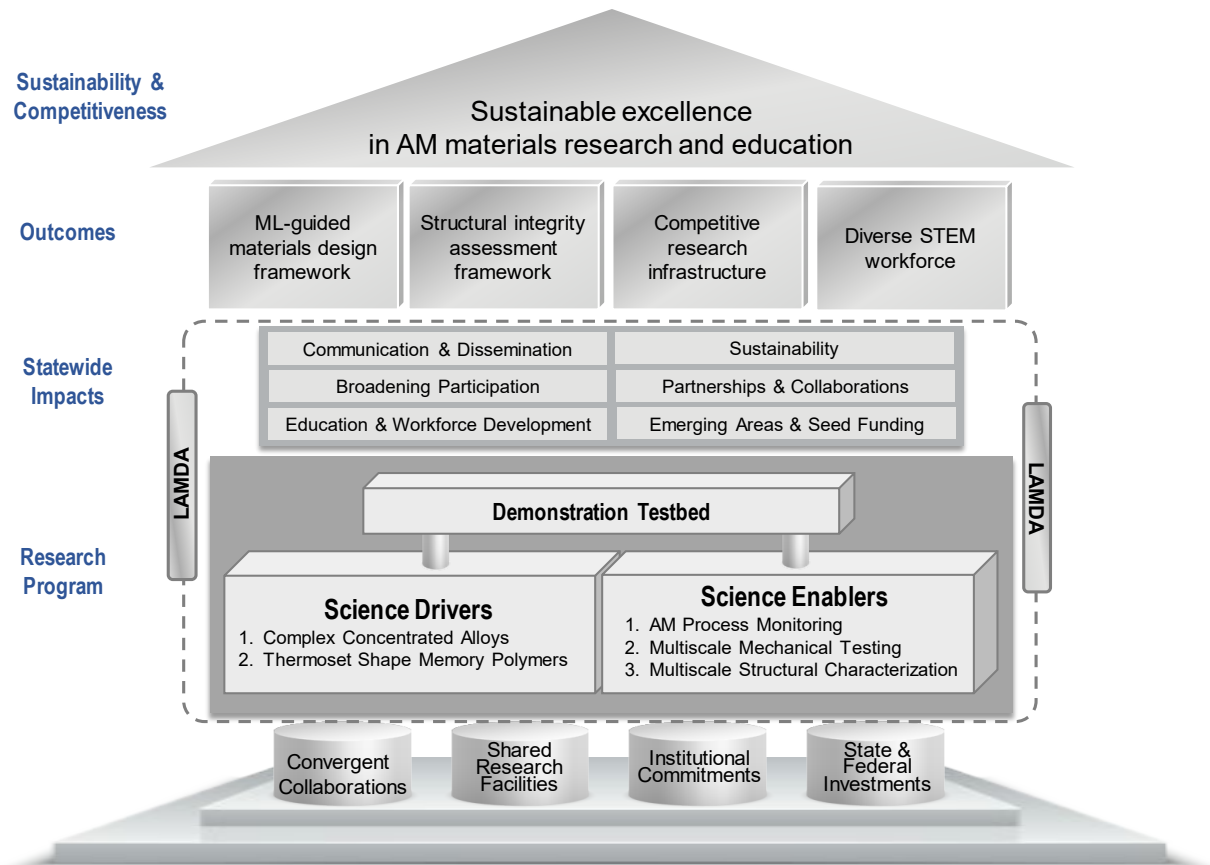 Sustainability &
Competitiveness
Sustainable excellence
in AM materials research and education
Outcomes
ML-guided
materials design
framework
Structural integrity
assessment
framework
Competitive
research
infrastructure
Diverse STEM
workforce
Statewide
Impacts
Communication & Dissemination
Sustainability
Broadening Participation
Partnerships & Collaborations
Education & Workforce Development
Emerging Areas & Seed Funding
LAMDA
LAMDA
Research
Program
Demonstration Testbed
Science Drivers
1. Complex Concentrated Alloys
2. Thermoset Shape Memory Polymers
Science Enablers
1. AM Process Monitoring
2. Multiscale Mechanical Testing
3. Multiscale Structural Characterization
Convergent
Collaborations
Shared
Research
Facilities
Institutional
Commitments
State &
Federal
Investments